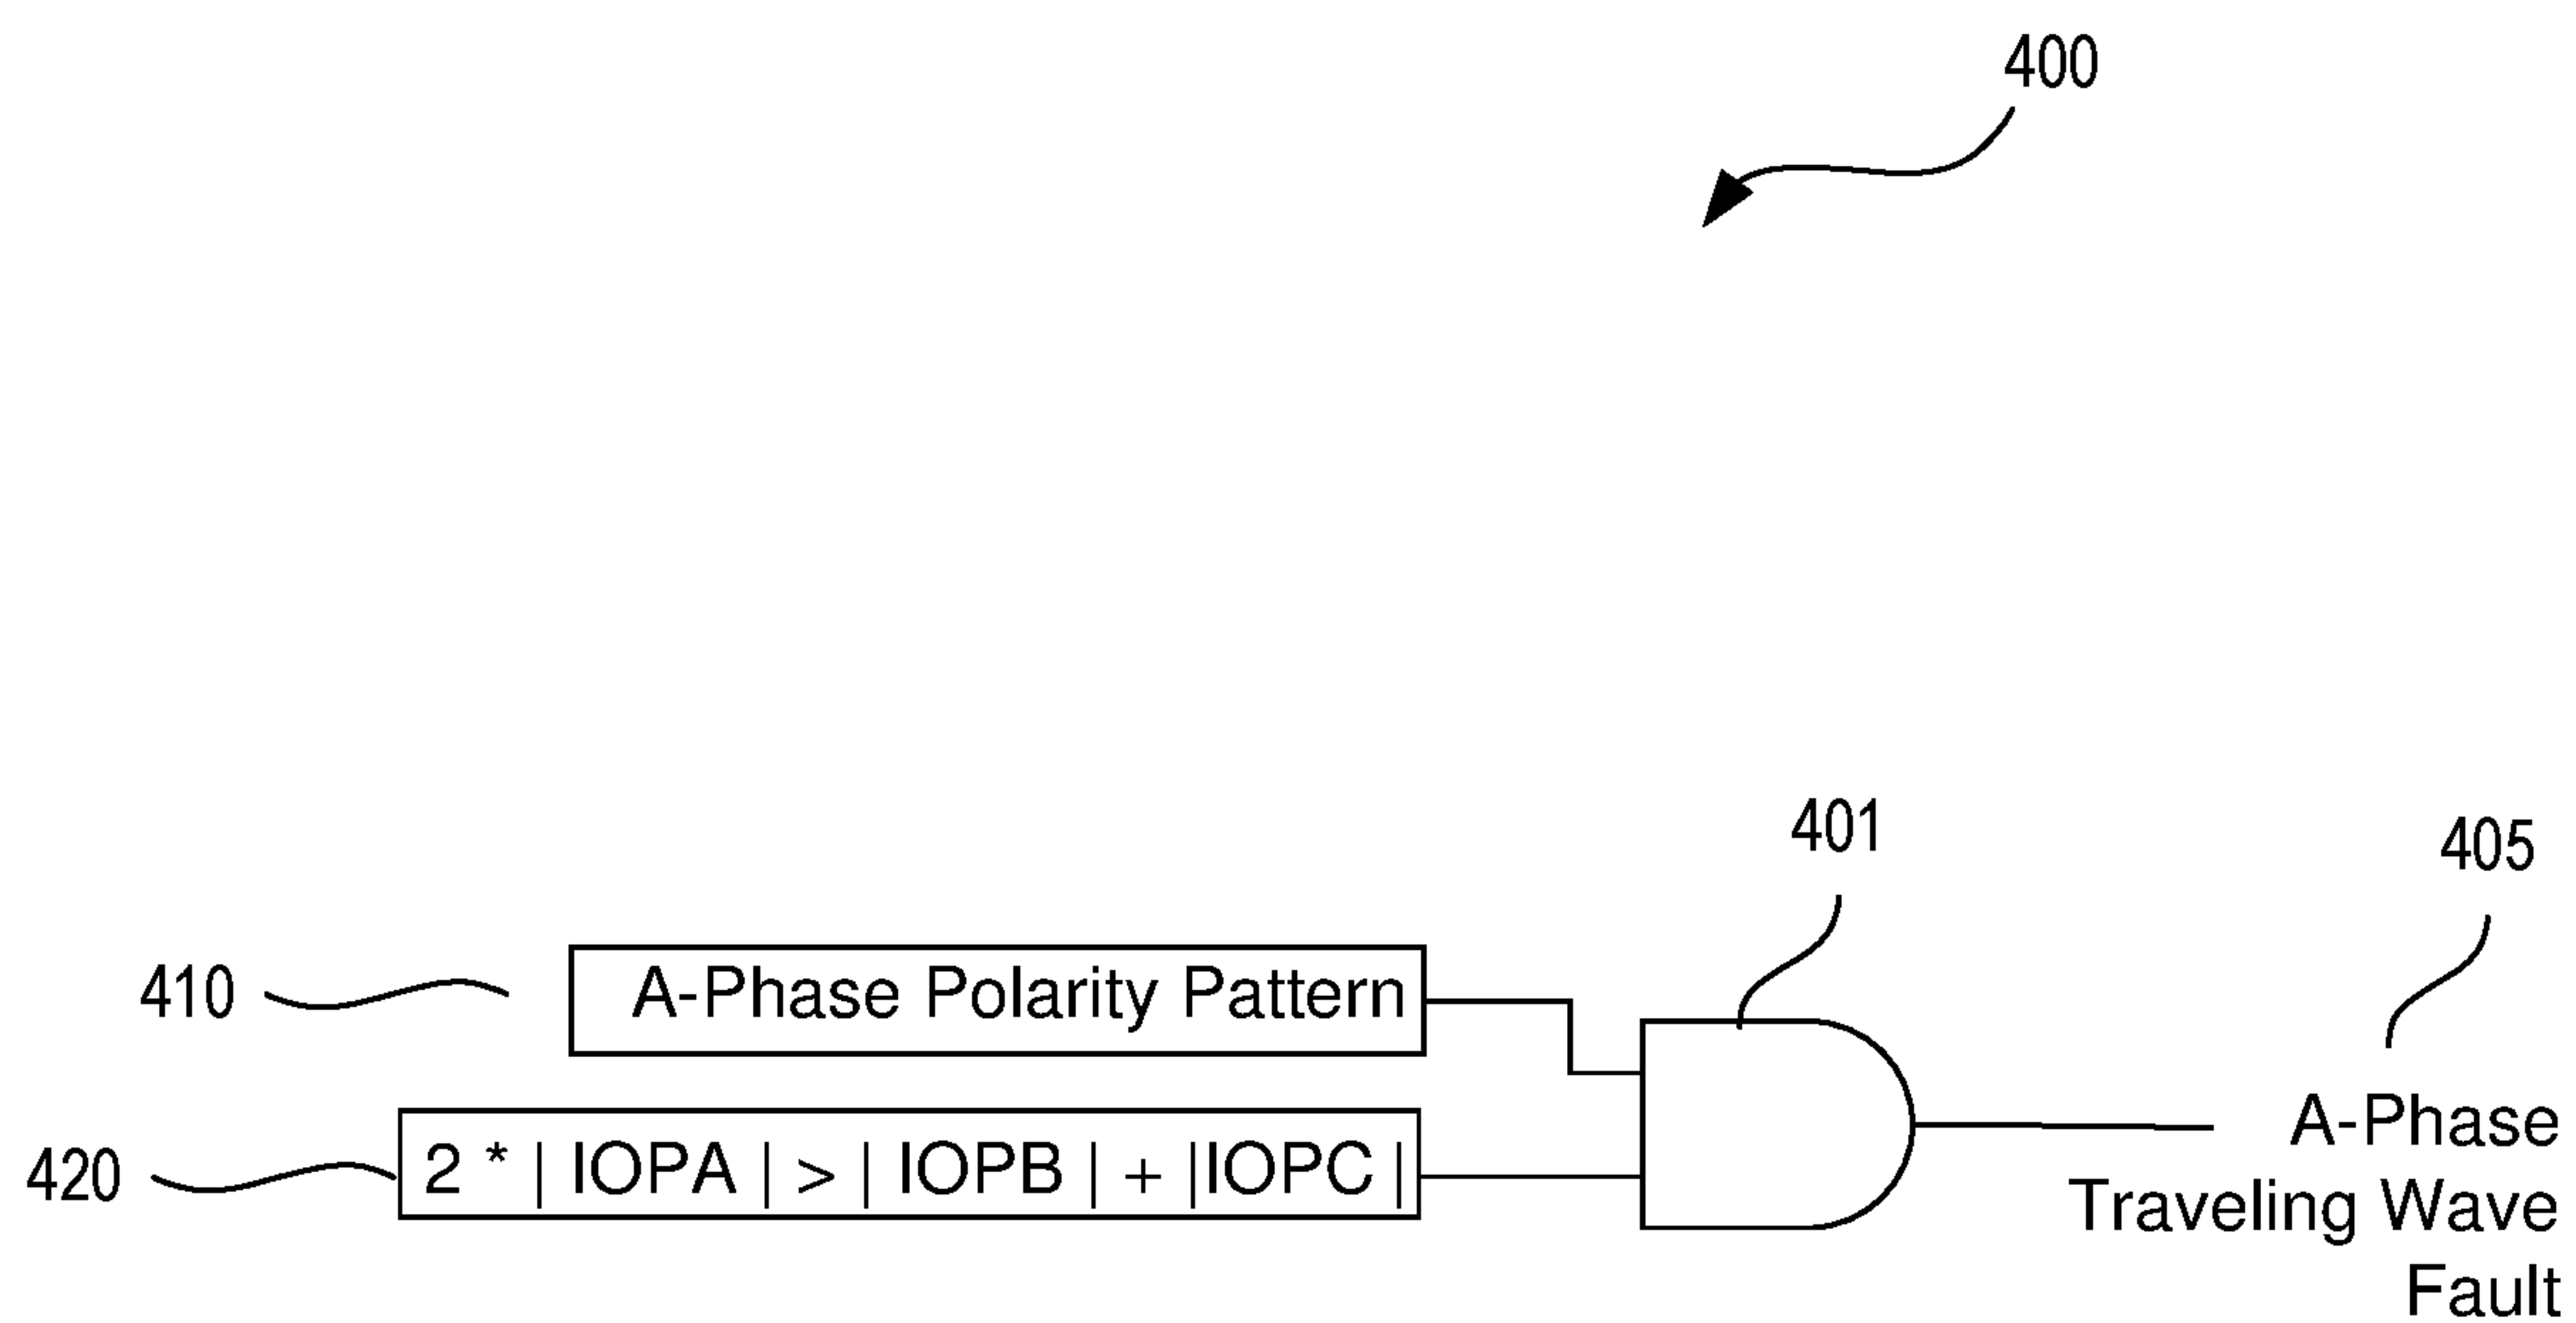 400
401
405
410
A-Phase Polarity Pattern
420
2 * | IOPA | > | IOPB | + |IOPC |
A-Phase
Traveling Wave
Fault